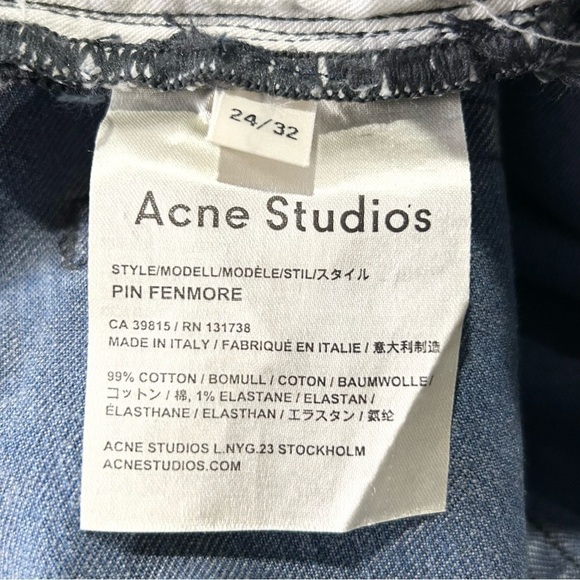 24/32
Acne Studios
STYLE/MODELL/MODÈLE/STIL/スタイル
PIN FENMORE
CA 39815 / RN 131738
MADE IN ITALY / FABRIQUÉ EN ITALIE / 意大利制造
99% COTTON / BOMULL / COTON / BAUMWOLLE/
コットン / 棉, 1% ELASTANE / ELASTAN /
ÉLASTHANE / ELASTHAN / エラスタン / 氨纶
ACNE STUDIOS L.NYG.23 STOCKHOLM
ACNESTUDIOS.COM